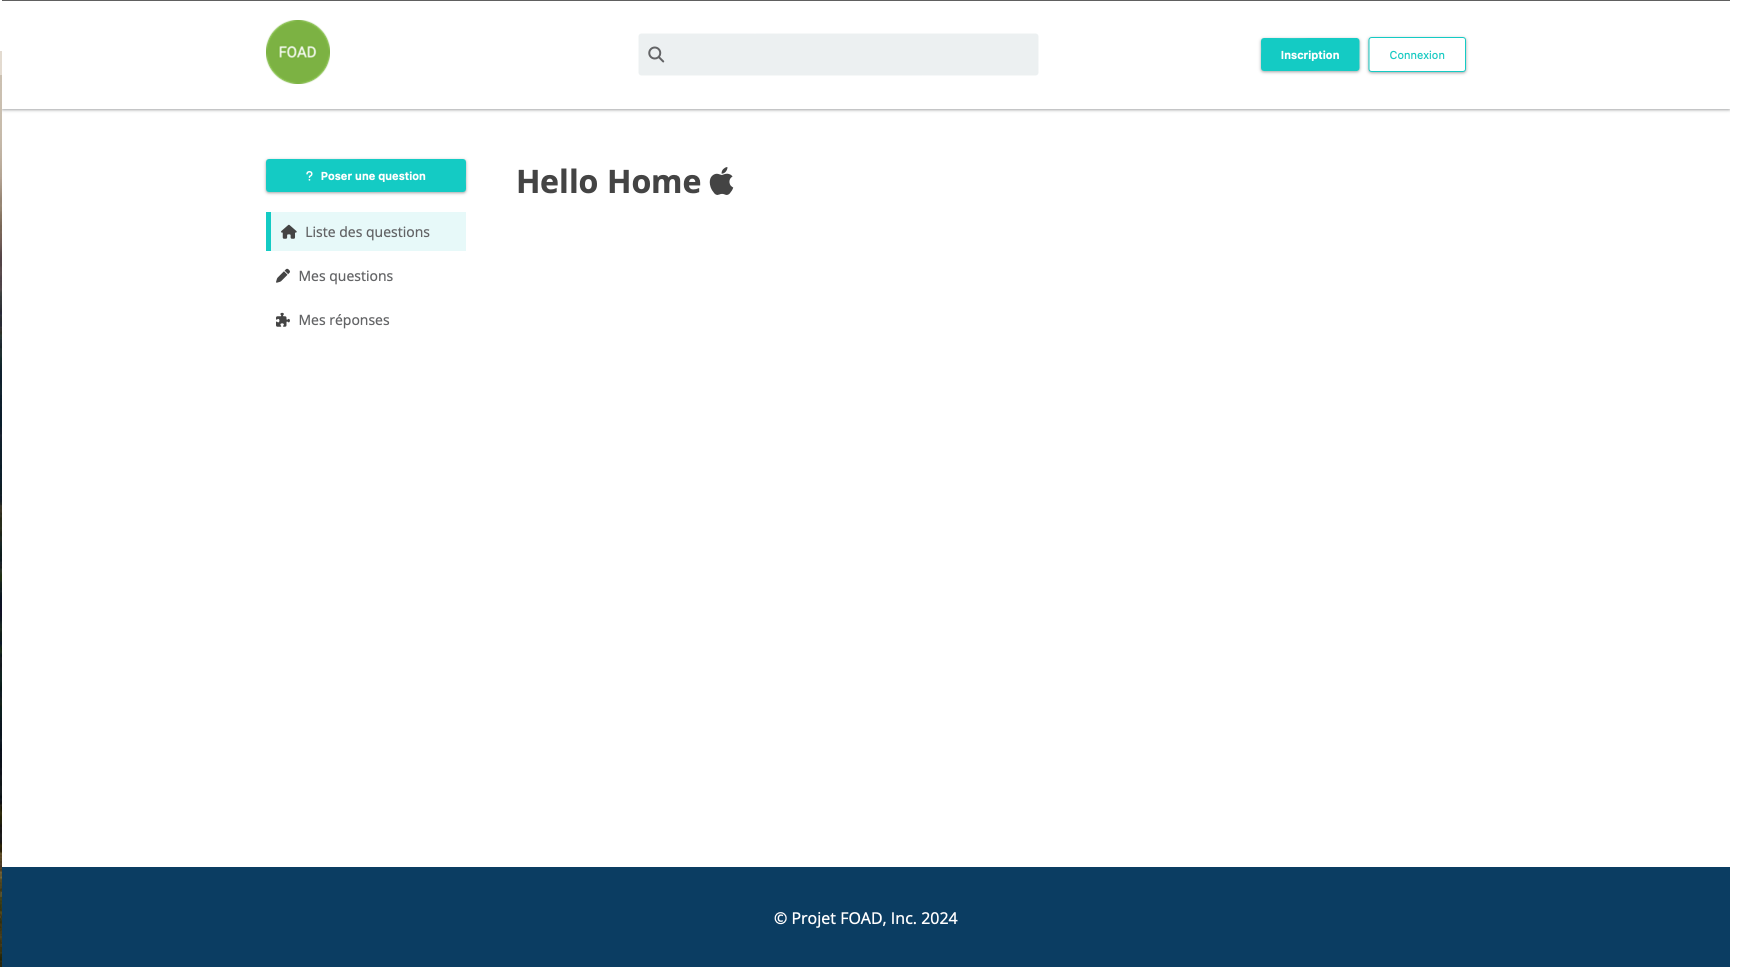 FOAD
Inscription
Connexion
? Poser une question
Hello Home
Liste des questions
Mes questions
Mes réponses
© Projet FOAD, Inc. 2024